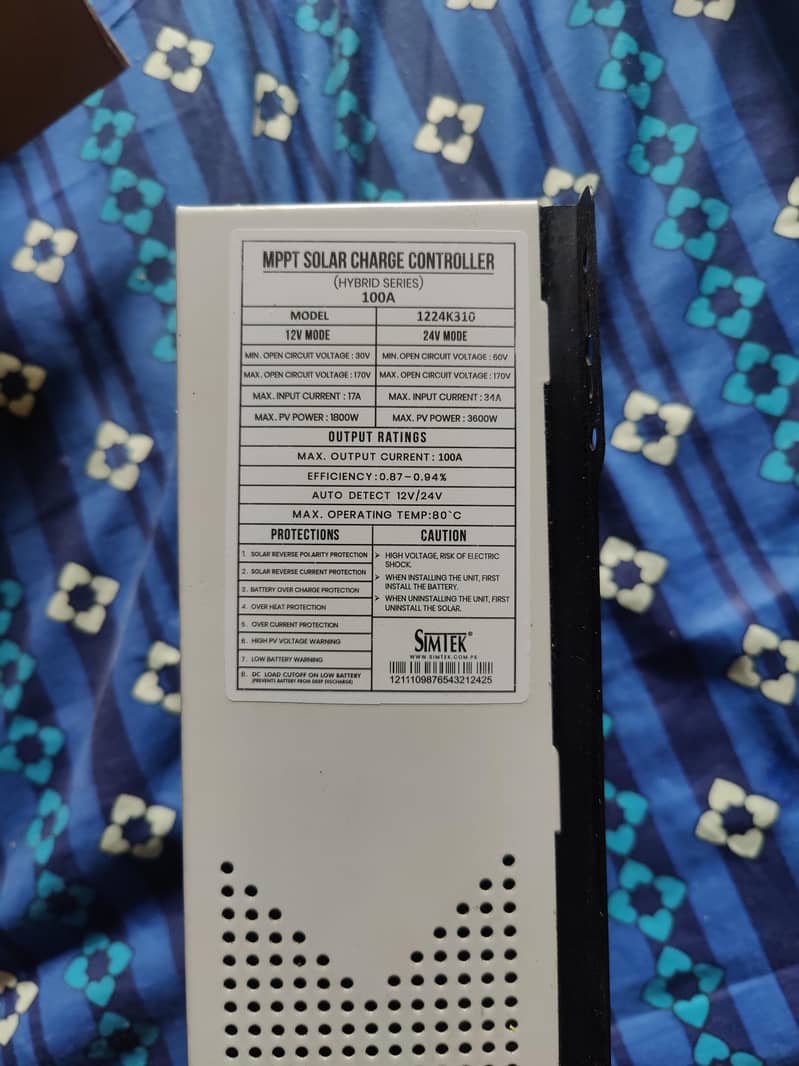 MPPT SOLAR CHARGE CONTROLLER
(HYBRID SERIES)
100A
MODEL 1224K310
12V MODE 24V MODE
MIN. OPEN CIRCUIT VOLTAGE : 30V MIN. OPEN CIRCUIT VOLTAGE : 60V
MAX. OPEN CIRCUIT VOLTAGE : 170V MAX. OPEN CIRCUIT VOLTAGE : 170V
MAX. INPUT CURRENT : 17A MAX. INPUT CURRENT : 34A
MAX. PV POWER : 1800W MAX. PV POWER : 3600W
OUTPUT RATINGS
MAX. OUTPUT CURRENT : 100A
EFFICIENCY : 0.87-0.94%
AUTO DETECT 12V/24V
MAX. OPERATING TEMP:80`C
PROTECTIONS
1. SOLAR REVERSE POLARITY PROTECTION
2. SOLAR REVERSE CURRENT PROTECTION
3. BATTERY OVER CHARGE PROTECTION
4. OVER HEAT PROTECTION
5. OVER CURRENT PROTECTION
6. HIGH PV VOLTAGE WARNING
7. LOW BATTERY WARNING
8. DC LOAD CUTOFF ON LOW BATTERY
(PREVENTS BATTERY FROM DEEP DISCHARGE)
CAUTION
➤ HIGH VOLTAGE, RISK OF ELECTRIC
SHOCK.
➤ WHEN INSTALLING THE UNIT, FIRST
INSTALL THE BATTERY.
➤ WHEN UNINSTALLING THE UNIT, FIRST
UNINSTALL THE SOLAR.
SIMTEK®
WWW.SIMTEK.COM.PK
1211109876543212425